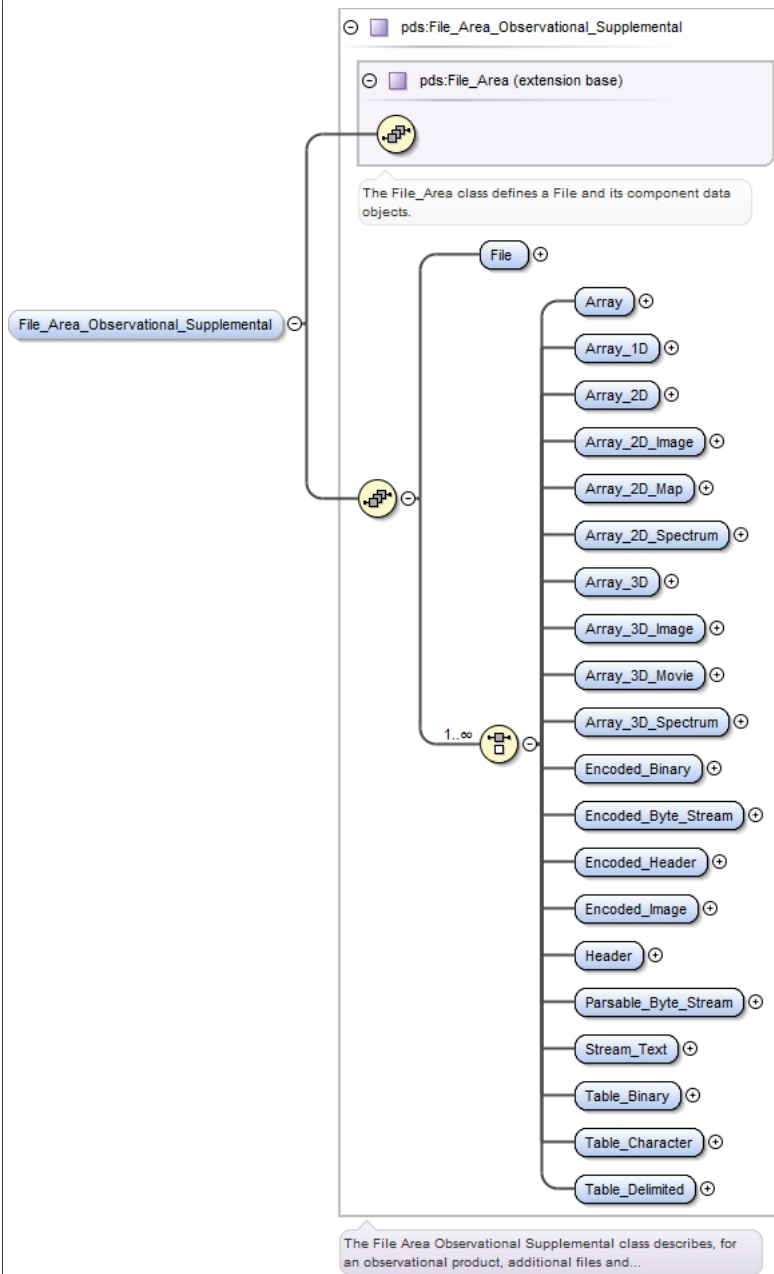 pds:File_Area_Observational_Supplemental
pds:File_Area (extension base)
The File_Area class defines a File and its component data
objects.
File
File_Area_Observational_Supplemental
Array
Array_1D
Array_2D
Array_2D_Image
Array_2D_Map
Array_2D_Spectrum
Array_3D
Array_3D_Image
Array_3D_Movie
Array_3D_Spectrum
1..∞
Encoded_Binary
Encoded_Byte_Stream
Encoded_Header
Encoded_Image
Header
Parsable_Byte_Stream
Stream_Text
Table_Binary
Table_Character
Table_Delimited
The File Area Observational Supplemental class describes, for
an observational product, additional files and...